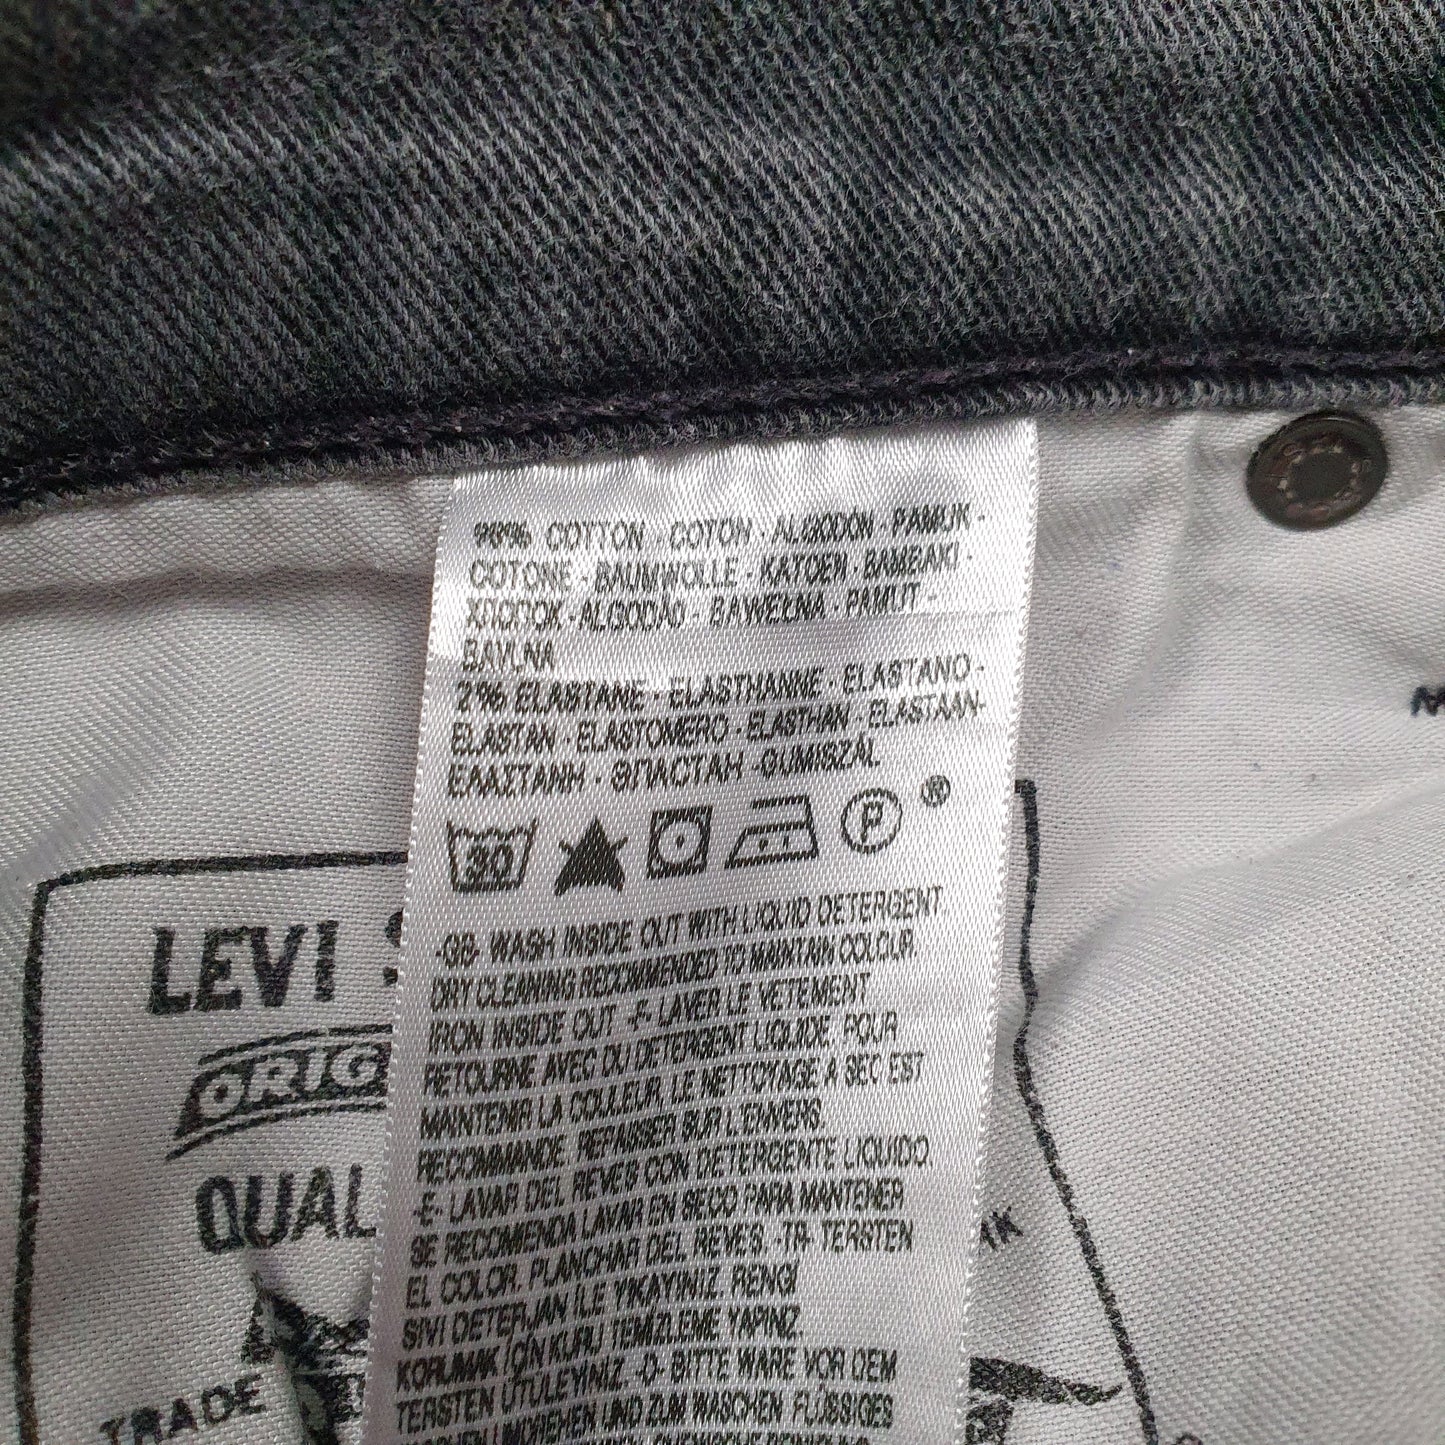 98% COTTON - COTON - ALGODON - PAMUK -
COTONE - BAUMWOLLE - KATOEN - BAMBAKI -
ХЛОПОК - ALGODÃO - BAWEŁNA - PAMUT -
BAVLNA
2% ELASTANE - ELASTHANNE - ELASTANO -
ELASTAN - ELASTOMERO - ELASTHAN - ELASTAAN-
ΕΛΑΣΤΑΝΗ - ЭПАСТАН -GUMISZÁL
30 P ®
-GB- WASH INSIDE OUT WITH LIQUID DETERGENT.
DRY CLEANING RECOMMENDED TO MAINTAIN COLOUR.
IRON INSIDE OUT -F- LAVER LE VETEMENT
RETOURNE AVEC DU DETERGENT LIQUIDE. POUR
MAINTENIR LA COULEUR, LE NETTOYAGE A SEC EST
RECOMMANDE. REPASSER SUR L'ENVERS.
-E- LAVAR DEL REVES CON DETERGENTE LIQUIDO.
SE RECOMIENDA LAVAR EN SECO PARA MANTENER
EL COLOR. PLANCHAR DEL REVES. -TR- TERSTEN
SIVI DETERJAN ILE YIKAYINIZ. RENGİ
KORUMAK İÇİN KURU TEMIZLEME YAPINIZ.
TERSTEN ÜTÜLEYINIZ -D- BITTE WARE VOR DEM
WASCHEN UMDREHEN UND ZUM WASCHEN FLÜSSIGES
LEVI
ORIG
QUAL
TRADE